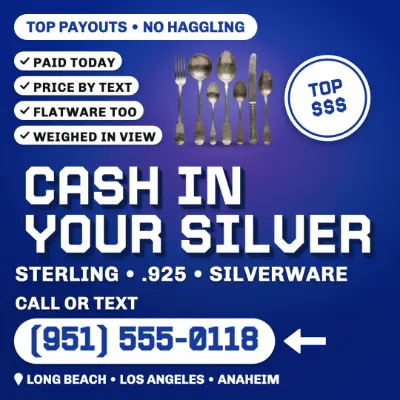 TOP PAYOUTS • NO HAGGLING
✓ PAID TODAY
✓ PRICE BY TEXT
✓ FLATWARE TOO
✓ WEIGHED IN VIEW
TOP
$$$
CASH IN
YOUR SILVER
STERLING • .925 • SILVERWARE
CALL OR TEXT
(951) 555-0118
LONG BEACH • LOS ANGELES • ANAHEIM